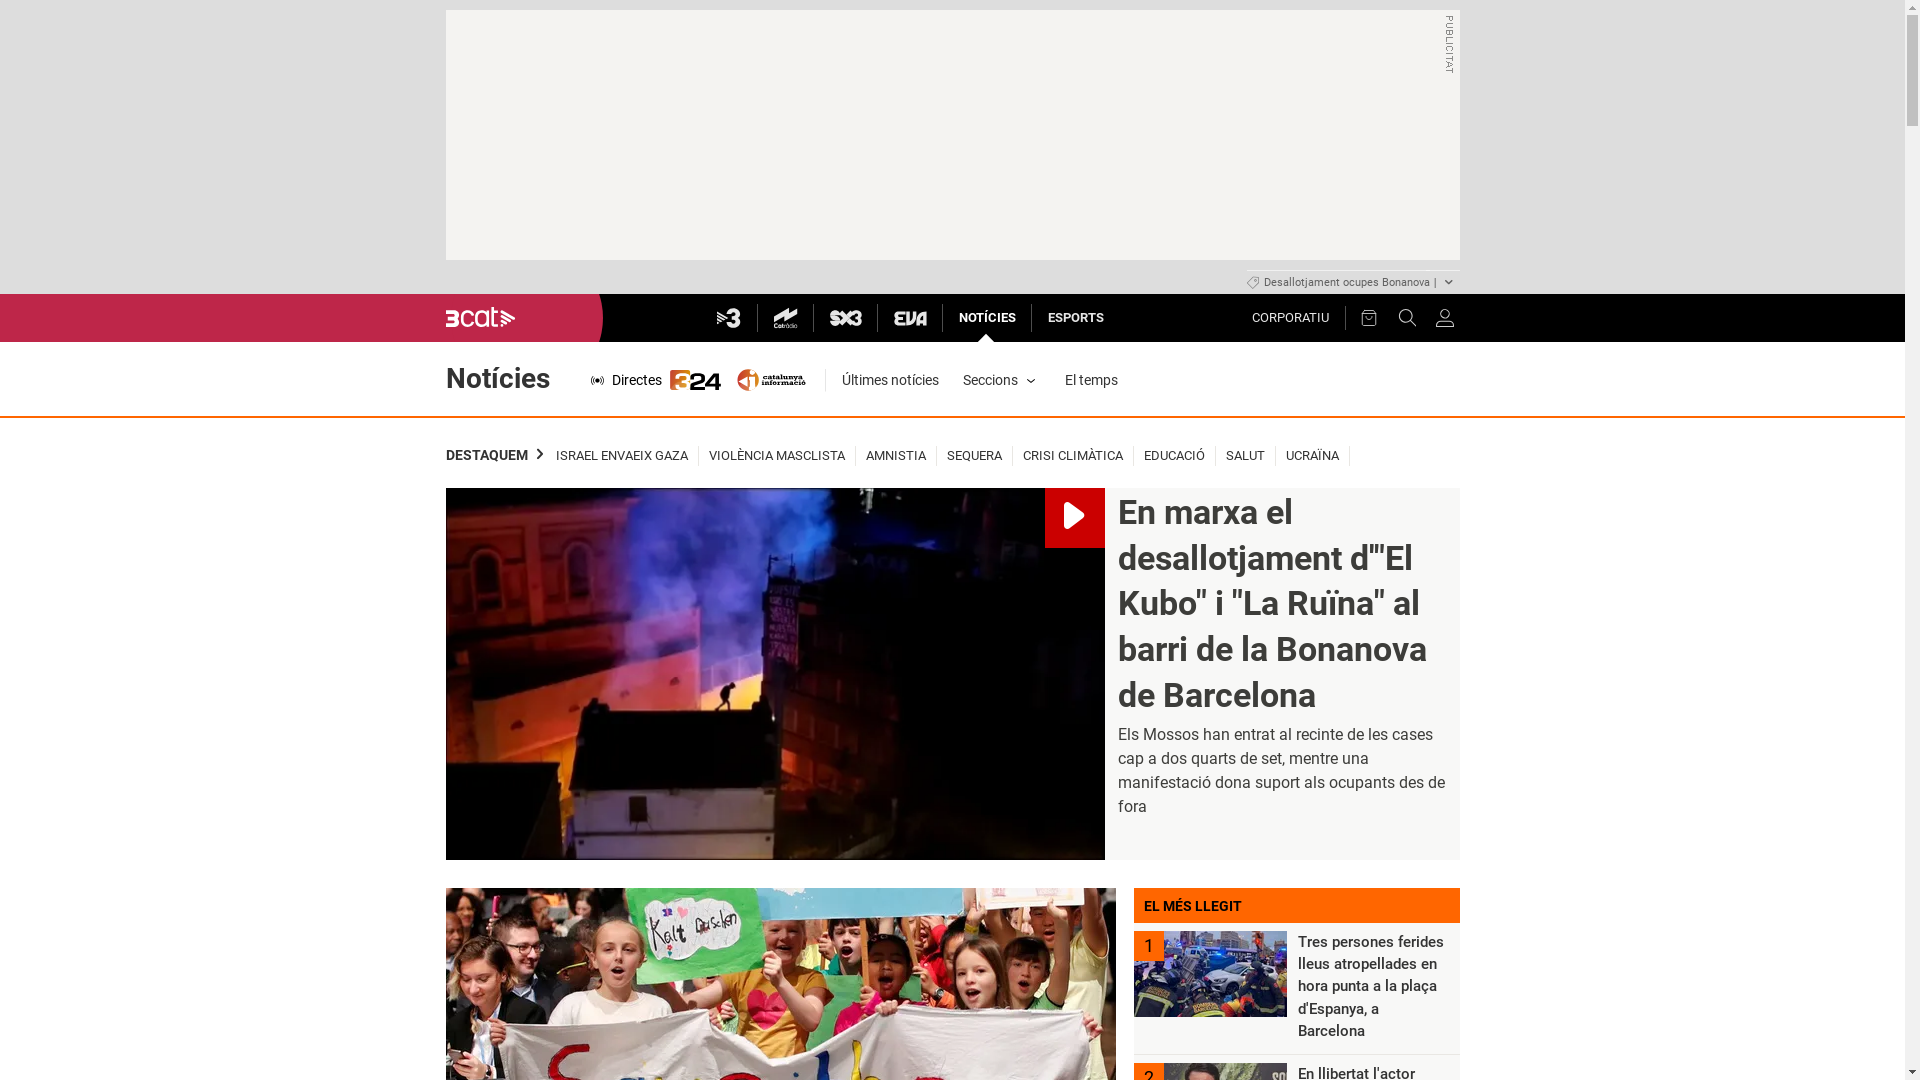 PUBLICITAT
Desallotjament ocupes Bonanova |
3cat
3
Catràdio
SX3
EVA
NOTÍCIES
ESPORTS
CORPORATIU
Notícies
Directes
324
catalunya
informació
Últimes notícies
Seccions
El temps
DESTAQUEM
ISRAEL ENVAEIX GAZA
VIOLÈNCIA MASCLISTA
AMNISTIA
SEQUERA
CRISI CLIMÀTICA
EDUCACIÓ
SALUT
UCRAÏNA
En marxa el
desallotjament d'"El
Kubo" i "La Ruïna" al
barri de la Bonanova
de Barcelona
Els Mossos han entrat al recinte de les cases
cap a dos quarts de set, mentre una
manifestació dona suport als ocupants des de
fora
EL MÉS LLEGIT
1
Tres persones ferides
lleus atropellades en
hora punta a la plaça
d'Espanya, a
Barcelona
2
En llibertat l'actor